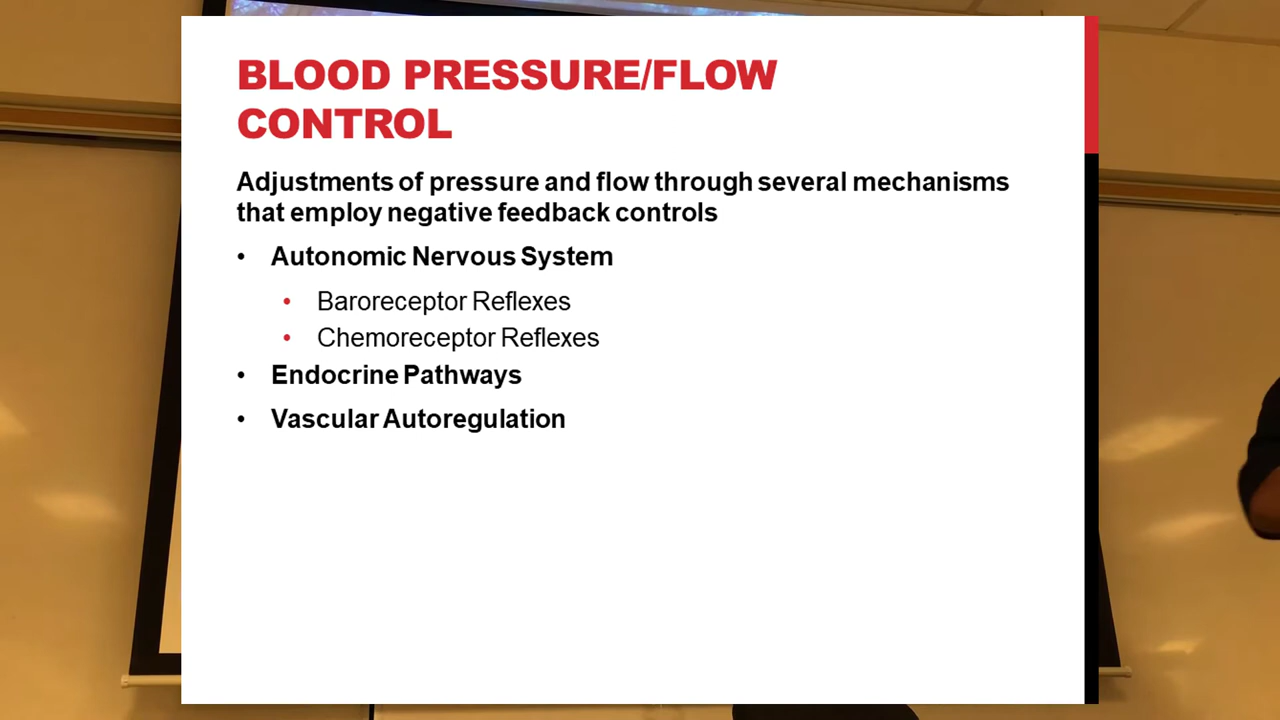 BLOOD PRESSURE/FLOW
CONTROL
Adjustments of pressure and flow through several mechanisms
that employ negative feedback controls
• Autonomic Nervous System
• Baroreceptor Reflexes
• Chemoreceptor Reflexes
• Endocrine Pathways
• Vascular Autoregulation